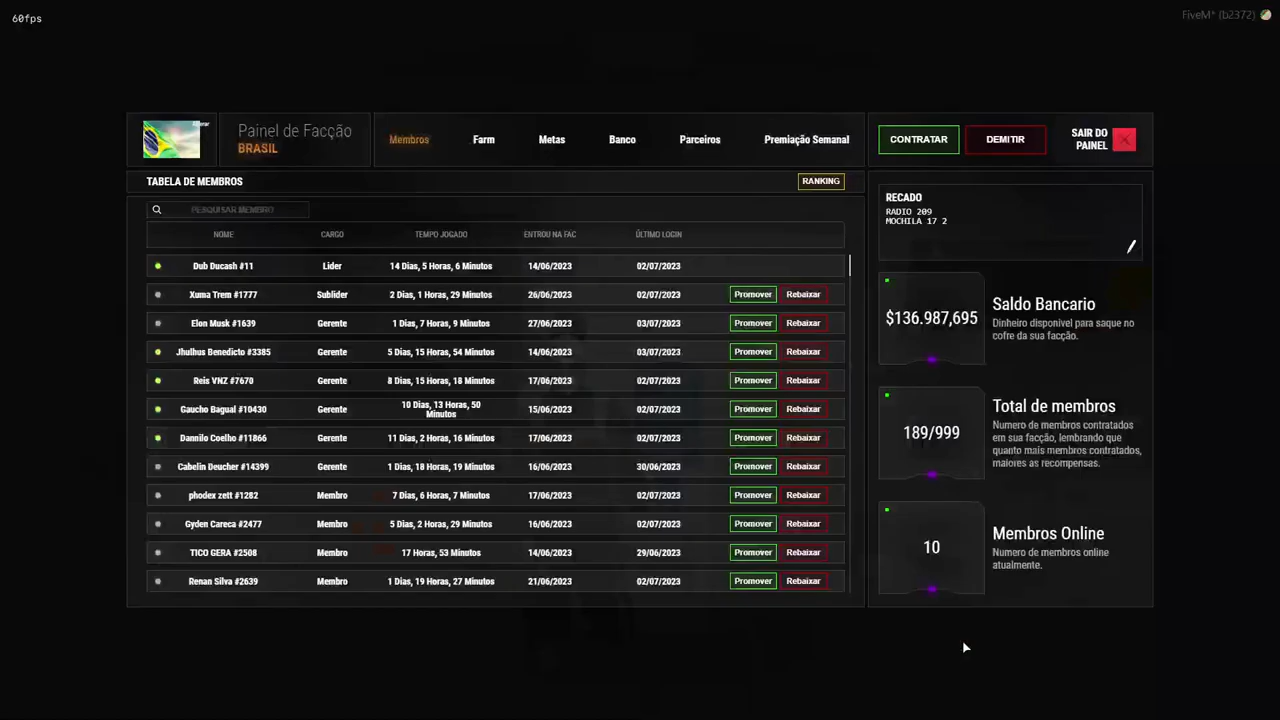 60fps
FiveM* (b2372)
Painel de Facção
BRASIL
Membros
Farm
Metas
Banco
Parceiros
Premiação Semanal
CONTRATAR
DEMITIR
SAIR DO
PAINEL
TABELA DE MEMBROS
RANKING
PESQUISAR MEMBRO
NOME CARGO TEMPO JOGADO ENTROU NA FAC ÚLTIMO LOGIN
Dub Ducash #11 Lider 14 Dias, 5 Horas, 6 Minutos 14/06/2023 02/07/2023
Xuma Trem #1777 Sublider 2 Dias, 1 Horas, 29 Minutos 26/06/2023 02/07/2023 Promover Rebaixar
Elon Musk #1639 Gerente 1 Dias, 7 Horas, 9 Minutos 27/06/2023 03/07/2023 Promover Rebaixar
Jhulhus Benedicto #3385 Gerente 5 Dias, 15 Horas, 54 Minutos 14/06/2023 03/07/2023 Promover Rebaixar
Reis VNZ #7670 Gerente 8 Dias, 15 Horas, 18 Minutos 17/06/2023 02/07/2023 Promover Rebaixar
Gaucho Bagual #10430 Gerente 10 Dias, 13 Horas, 50
Minutos 15/06/2023 02/07/2023 Promover Rebaixar
Dannilo Coelho #11866 Gerente 11 Dias, 2 Horas, 16 Minutos 17/06/2023 02/07/2023 Promover Rebaixar
Cabelin Deucher #14399 Gerente 1 Dias, 18 Horas, 19 Minutos 16/06/2023 30/06/2023 Promover Rebaixar
phodex zett #1282 Membro 7 Dias, 6 Horas, 7 Minutos 17/06/2023 02/07/2023 Promover Rebaixar
Gyden Careca #2477 Membro 5 Dias, 2 Horas, 29 Minutos 16/06/2023 02/07/2023 Promover Rebaixar
TICO GERA #2508 Membro 17 Horas, 53 Minutos 14/06/2023 29/06/2023 Promover Rebaixar
Renan Silva #2639 Membro 1 Dias, 19 Horas, 27 Minutos 21/06/2023 02/07/2023 Promover Rebaixar
RECADO
RADIO 209
MOCHILA 17 2
$136.987,695
Saldo Bancario
Dinheiro disponivel para saque no
cofre da sua facção.
189/999
Total de membros
Numero de membros contratados
em sua facção, lembrando que
quanto mais membros contratados,
maiores as recompensas.
10
Membros Online
Numero de membros online
atualmente.